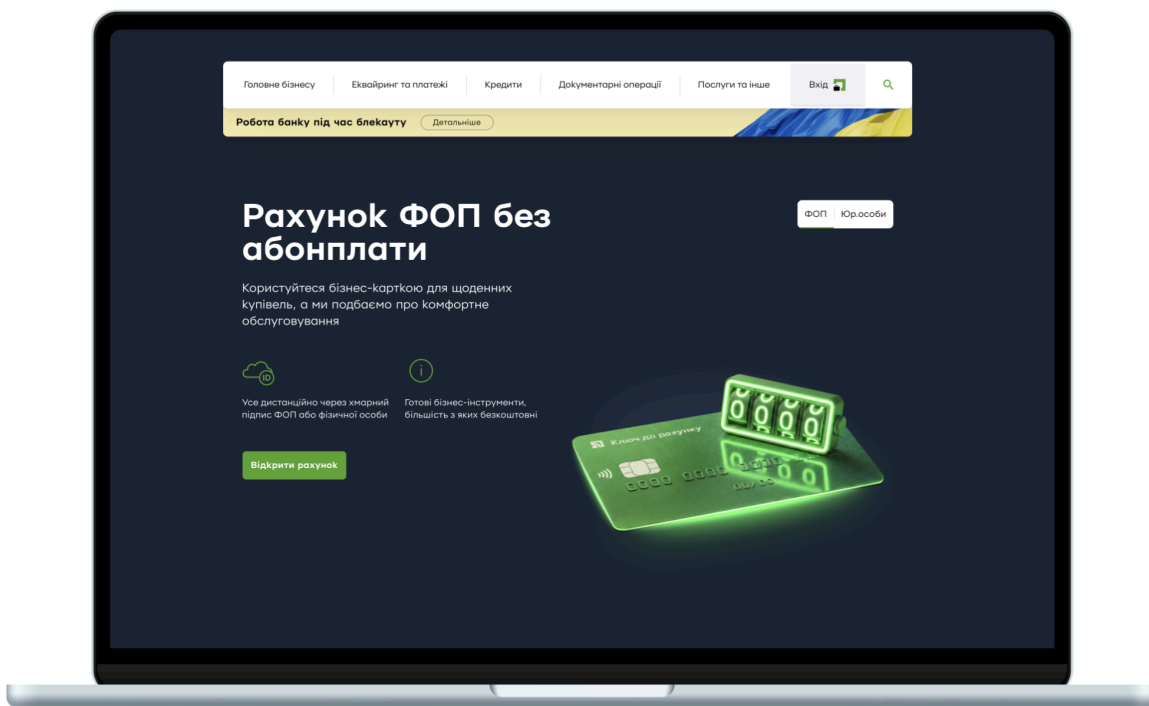 Головне бізнесу
Еквайринг та платежі
Кредити
Документарні операції
Послуги та інше
Вхід
Робота банку під час блекауту
Детальніше
Рахунок ФОП без
абонплати
ФОП
Юр.особи
Користуйтеся бізнес-карткою для щоденних
купівель, а ми подбаємо про комфортне
обслуговування
ID
i
Усе дистанційно через хмарний
підпис ФОП або фізичної особи
Готові бізнес-інструменти,
більшість з яких безкоштовні
Відкрити рахунок
0000
Ключ до рахунку
0000 0000 0000